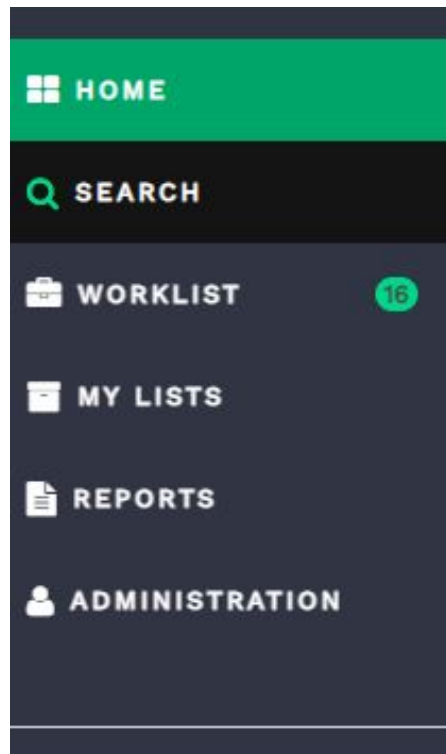 HOME
SEARCH
WORKLIST 16
MY LISTS
REPORTS
ADMINISTRATION